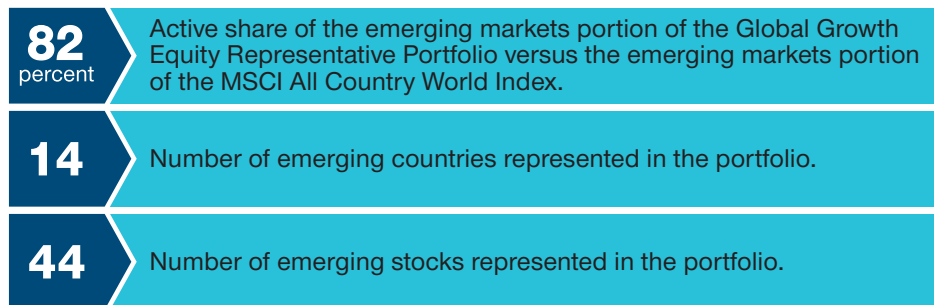 82
percent
Active share of the emerging markets portion of the Global Growth
Equity Representative Portfolio versus the emerging markets portion
of the MSCI All Country World Index.
14
Number of emerging countries represented in the portfolio.
44
Number of emerging stocks represented in the portfolio.